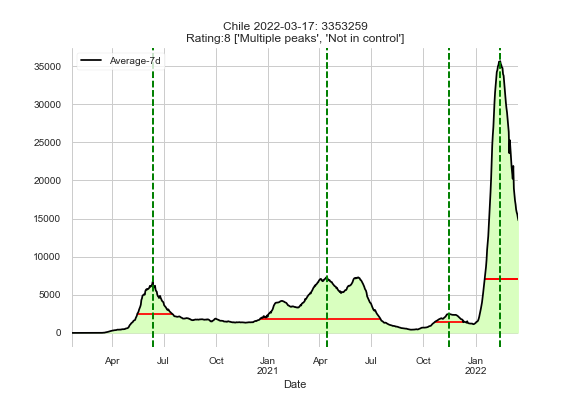 Chile 2022-03-17: 3353259
Rating:8 ['Multiple peaks', 'Not in control']
Average-7d
35000
30000
25000
20000
15000
10000
5000
0
Apr Jul Oct Jan Apr Jul Oct Jan
2021 2022
Date